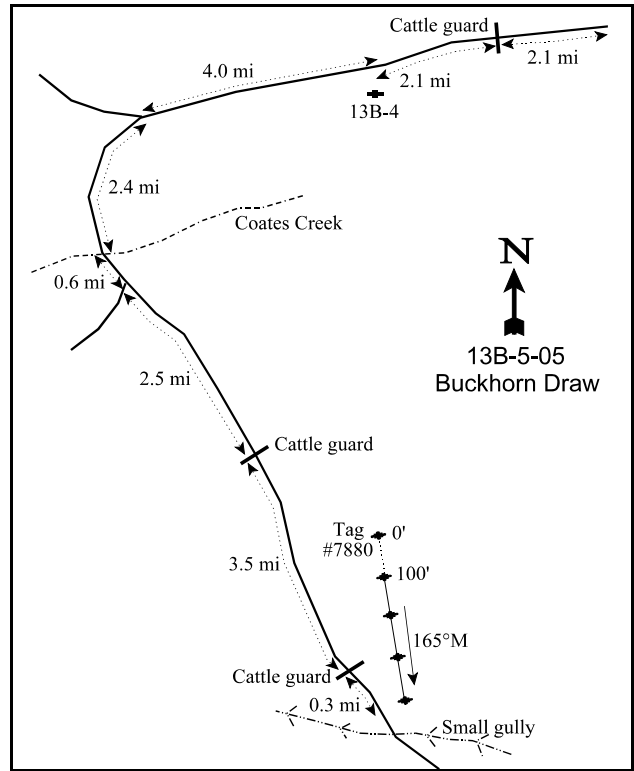 Cattle guard
2.1 mi
4.0 mi
2.1 mi
13B-4
2.4 mi
Coates Creek
0.6 mi
N
13B-5-05
Buckhorn Draw
2.5 mi
Cattle guard
Tag
#7880
0'
100'
3.5 mi
165°M
Cattle guard
0.3 mi
Small gully